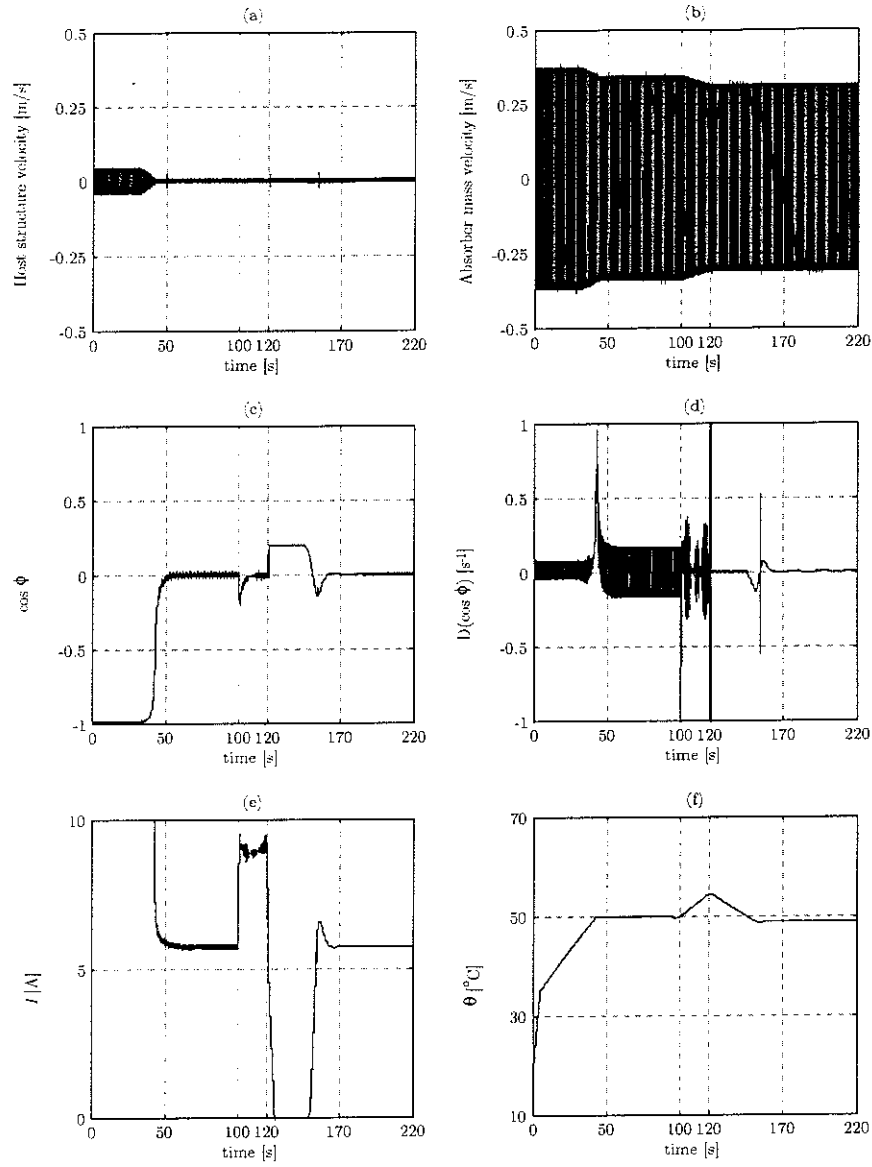 (a)
0.5
0.25
0
-0.25
-0.5
Host structure velocity [m/s]
0 50 100 120 170 220
time [s]
(b)
0.5
0.25
0
-0.25
-0.5
Absorber mass velocity [m/s]
0 50 100 120 170 220
time [s]
(c)
1
0.5
0
-0.5
-1
cos ϕ
0 50 100 120 170 220
time [s]
(d)
1
0.5
0
-0.5
-1
D(cos ϕ) [s⁻¹]
0 50 100 120 170 220
time [s]
(e)
10
5
0
I [A]
0 50 100 120 170 220
time [s]
(f)
70
50
30
10
Θ [°C]
0 50 100 120 170 220
time [s]